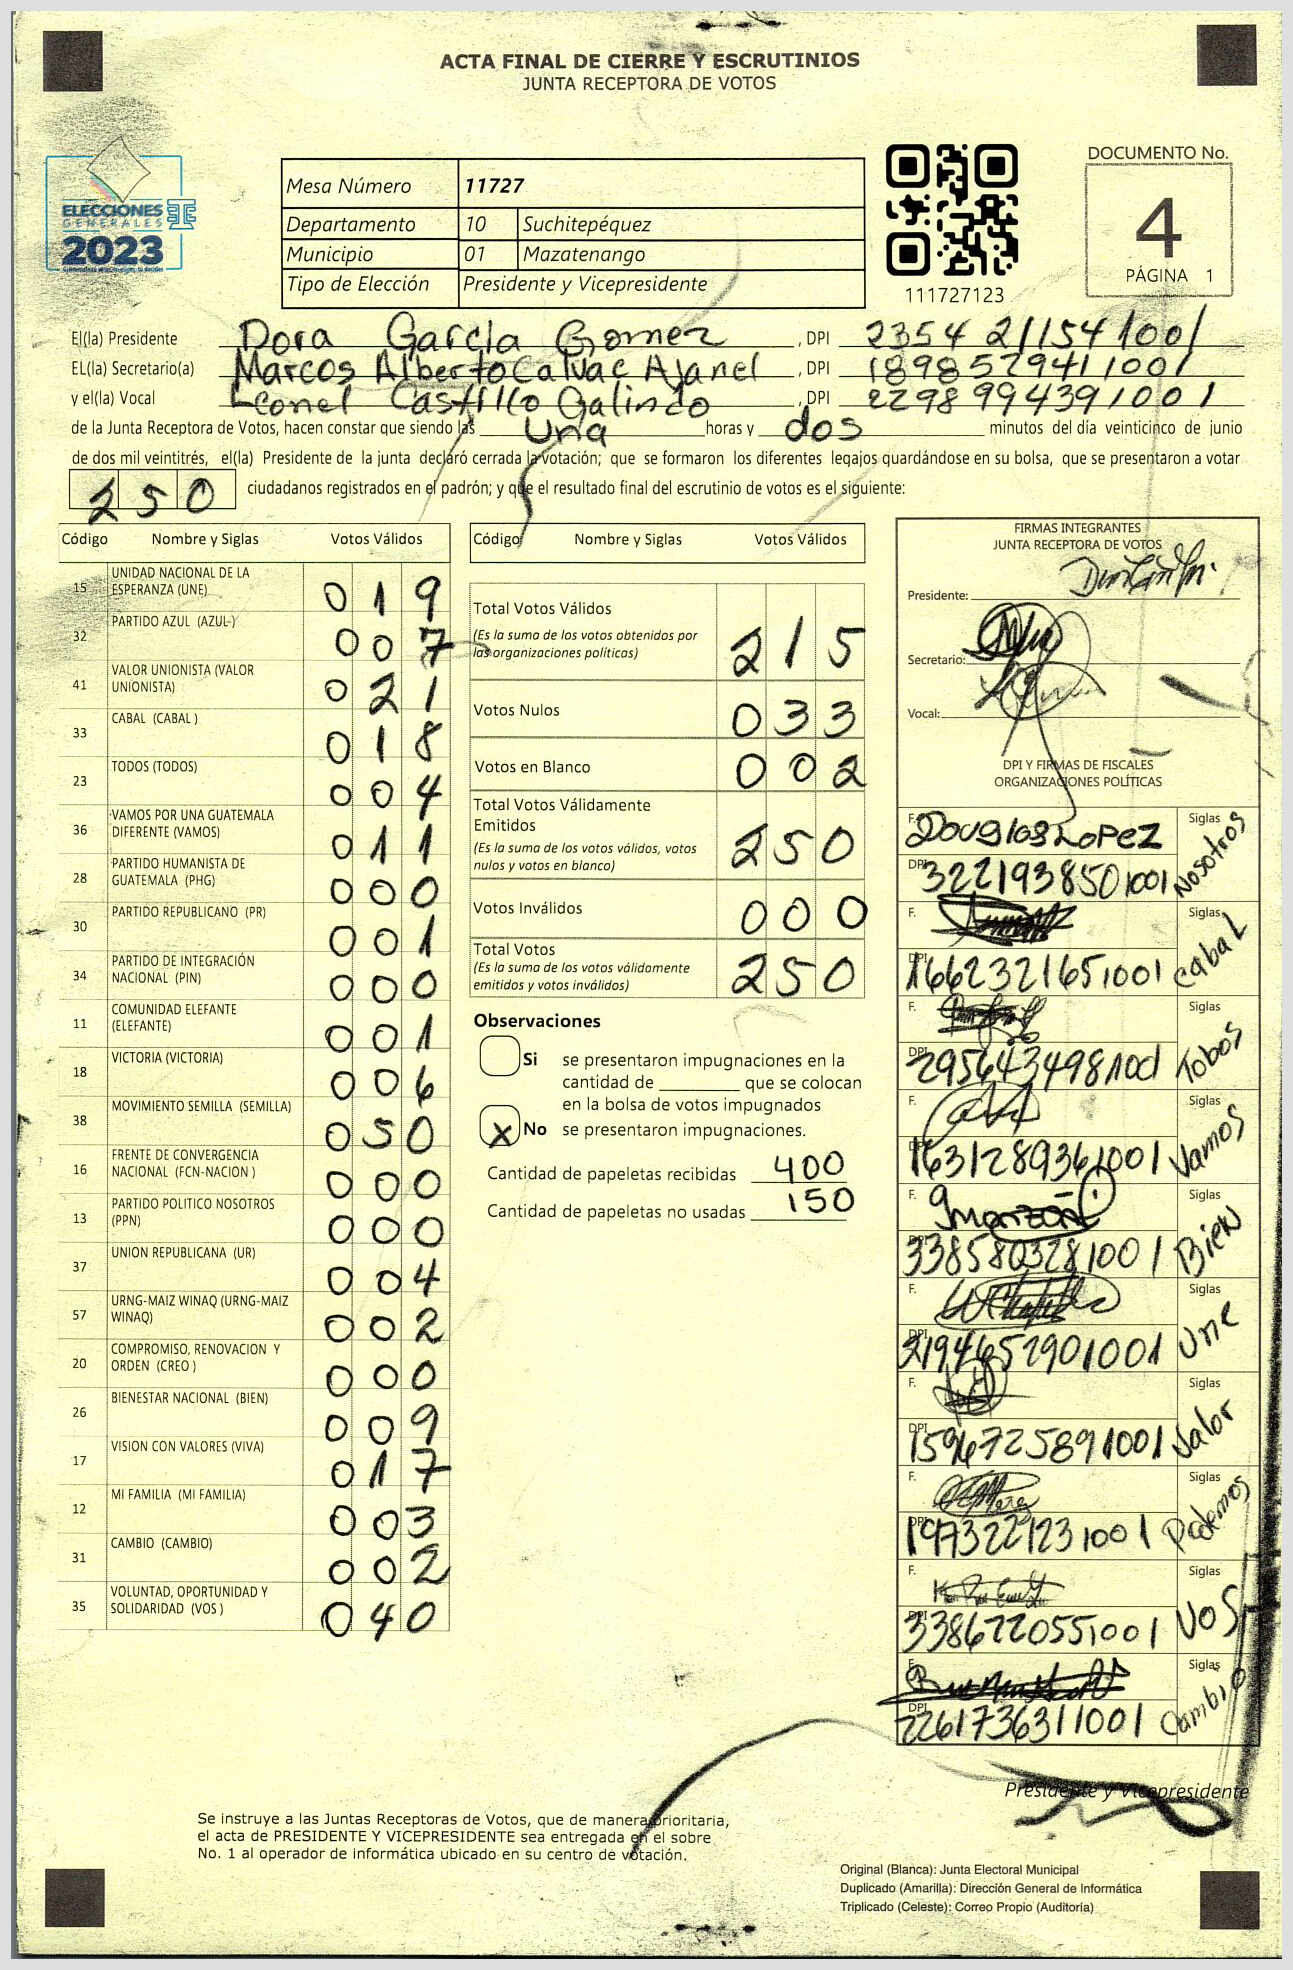 ACTA FINAL DE CIERRE Y ESCRUTINIOS
JUNTA RECEPTORA DE VOTOS
ELECCIONES
GENERALES
2023
Mesa Número 11727
Departamento 10 Suchitepéquez
Municipio 01 Mazatenango
Tipo de Elección Presidente y Vicepresidente
111727123
DOCUMENTO No.
4
PÁGINA 1
El(la) Presidente Dora García Gomez, DPI 2354 21154 1001
EL(la) Secretario(a) Marcos Alberto Calvac Ajanel, DPI 1898579411001
y el(la) Vocal Leonel Castillo Galindo, DPI 2298994391001
de la Junta Receptora de Votos, hacen constar que siendo las Una horas y dos minutos del día veinticinco de junio
de dos mil veintitrés, el(la) Presidente de la junta declaró cerrada la votación; que se formaron los diferentes legajos quardándose en su bolsa, que se presentaron a votar
250 ciudadanos registrados en el padrón; y que el resultado final del escrutinio de votos es el siguiente:
Código Nombre y Siglas Votos Válidos
15 UNIDAD NACIONAL DE LA ESPERANZA (UNE) 019
32 PARTIDO AZUL (AZUL) 007
41 VALOR UNIONISTA (VALOR UNIONISTA) 021
33 CABAL (CABAL ) 018
23 TODOS (TODOS) 004
36 VAMOS POR UNA GUATEMALA DIFERENTE (VAMOS) 011
28 PARTIDO HUMANISTA DE GUATEMALA (PHG) 000
30 PARTIDO REPUBLICANO (PR) 001
34 PARTIDO DE INTEGRACIÓN NACIONAL (PIN) 000
11 COMUNIDAD ELEFANTE (ELEFANTE) 001
18 VICTORIA (VICTORIA) 006
38 MOVIMIENTO SEMILLA (SEMILLA) 050
16 FRENTE DE CONVERGENCIA NACIONAL (FCN-NACION ) 000
13 PARTIDO POLITICO NOSOTROS (PPN) 000
37 UNION REPUBLICANA (UR) 004
57 URNG-MAIZ WINAQ (URNG-MAIZ WINAQ) 002
20 COMPROMISO, RENOVACION Y ORDEN (CREO ) 000
26 BIENESTAR NACIONAL (BIEN) 009
17 VISION CON VALORES (VIVA) 017
12 MI FAMILIA (MI FAMILIA) 003
31 CAMBIO (CAMBIO) 002
35 VOLUNTAD, OPORTUNIDAD Y SOLIDARIDAD (VOS ) 040
Código Nombre y Siglas Votos Válidos
Total Votos Válidos
(Es la suma de los votos obtenidos por
las organizaciones políticas) 215
Votos Nulos 033
Votos en Blanco 002
Total Votos Válidamente
Emitidos
(Es la suma de los votos válidos, votos
nulos y votos en blanco) 250
Votos Inválidos 000
Total Votos
(Es la suma de los votos válidamente
emitidos y votos inválidos) 250
Observaciones
Si se presentaron impugnaciones en la
cantidad de ________ que se colocan
en la bolsa de votos impugnados
X No se presentaron impugnaciones.
Cantidad de papeletas recibidas 400
Cantidad de papeletas no usadas 150
FIRMAS INTEGRANTES
JUNTA RECEPTORA DE VOTOS
Presidente:
Secretario:
Vocal:
DPI Y FIRMAS DE FISCALES
ORGANIZACIONES POLÍTICAS
F. Douglas Lopez Siglas Nosotros
DPI 3221938501001
F. Siglas Cabal
DPI 1662321651001
F. Siglas Todos
DPI 2956434981001
F. Siglas Vamos
DPI 1631289361001
F. Siglas Bien
DPI 3385803281001
F. Siglas Une
DPI 2194652901001
F. Siglas Valor
DPI 1596725891001
F. Siglas Podemos
DPI 1973221231001
F. Siglas VOS
DPI 33867220551001
F. Siglas Cambio
DPI 2261736311001
Presidente y Vicepresidente
Se instruye a las Juntas Receptoras de Votos, que de manera prioritaria,
el acta de PRESIDENTE Y VICEPRESIDENTE sea entregada en el sobre
No. 1 al operador de informática ubicado en su centro de votación.
Original (Blanca): Junta Electoral Municipal
Duplicado (Amarilla): Dirección General de Informática
Triplicado (Celeste): Correo Propio (Auditoría)